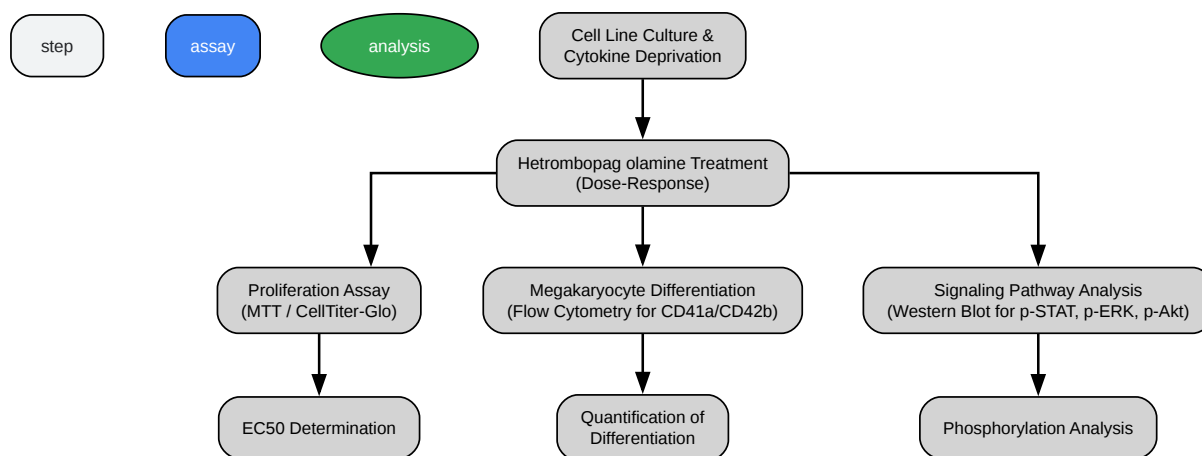 step
assay
analysis
Cell Line Culture &
Cytokine Deprivation
Hetrombopag olamine Treatment
(Dose-Response)
Proliferation Assay
(MTT / CellTiter-Glo)
Megakaryocyte Differentiation
(Flow Cytometry for CD41a/CD42b)
Signaling Pathway Analysis
(Western Blot for p-STAT, p-ERK, p-Akt)
EC50 Determination
Quantification of
Differentiation
Phosphorylation Analysis